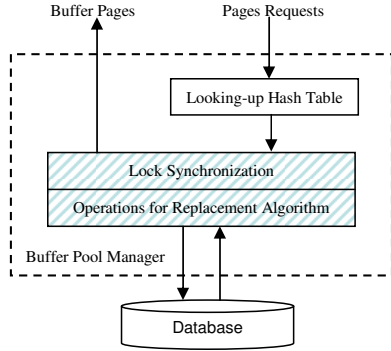 Buffer Pages
Pages Requests
Looking-up Hash Table
Lock Synchronization
Operations for Replacement Algorithm
Buffer Pool Manager
Database